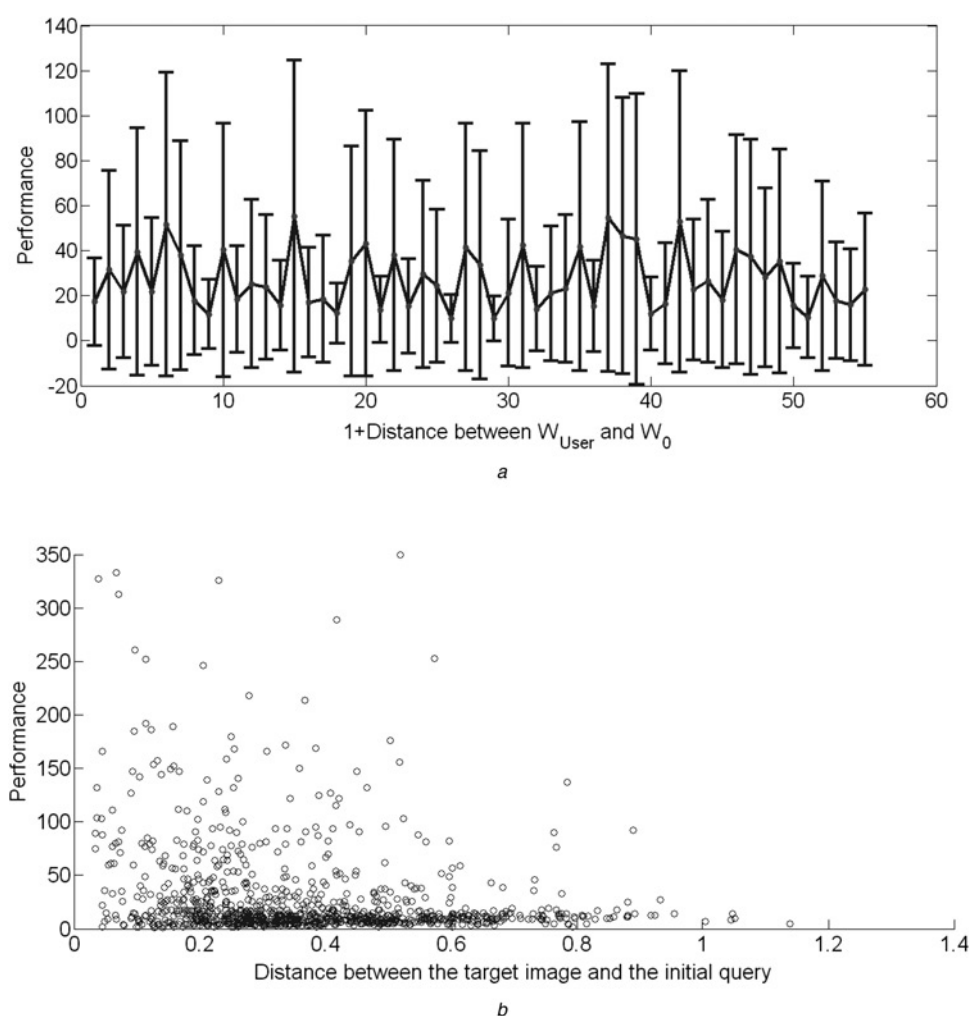 140
120
100
80
60
40
20
0
-20
Performance
0 10 20 30 40 50 60
1+Distance between W_User and W_0
a
350
300
250
200
150
100
50
0
Performance
0 0.2 0.4 0.6 0.8 1 1.2 1.4
Distance between the target image and the initial query
b